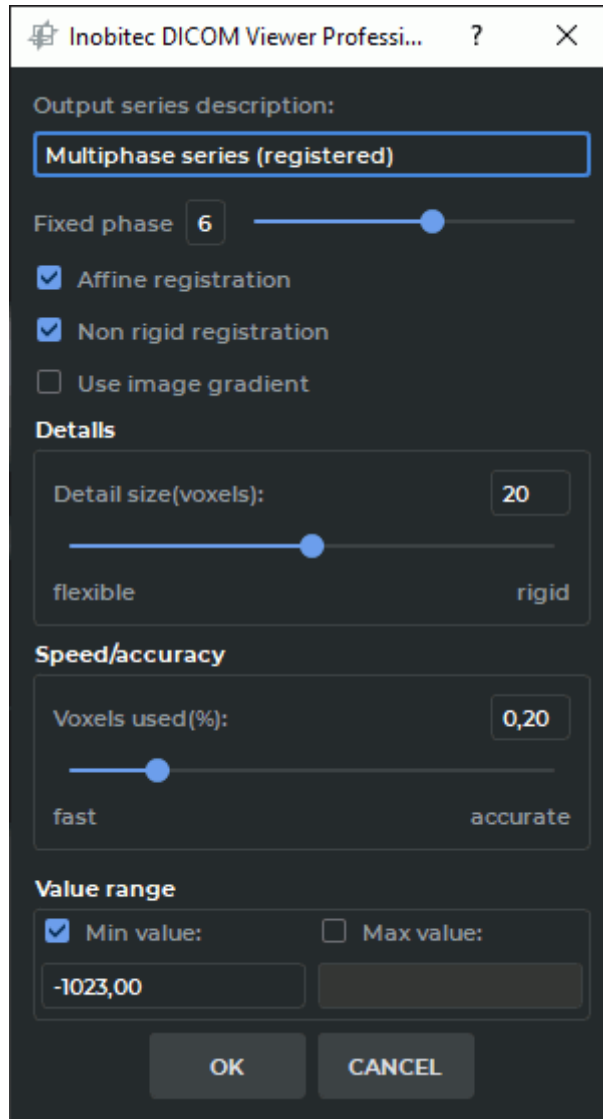 Inobitec DICOM Viewer Professi... ?
Output series description:
Multiphase series (registered)
Fixed phase 6
Affine registration
Non rigid registration
Use image gradient
Details
Detail size(voxels): 20
flexible rigid
Speed/accuracy
Voxels used(%): 0,20
fast accurate
Value range
Min value: Max value:
-1023,00
OK CANCEL